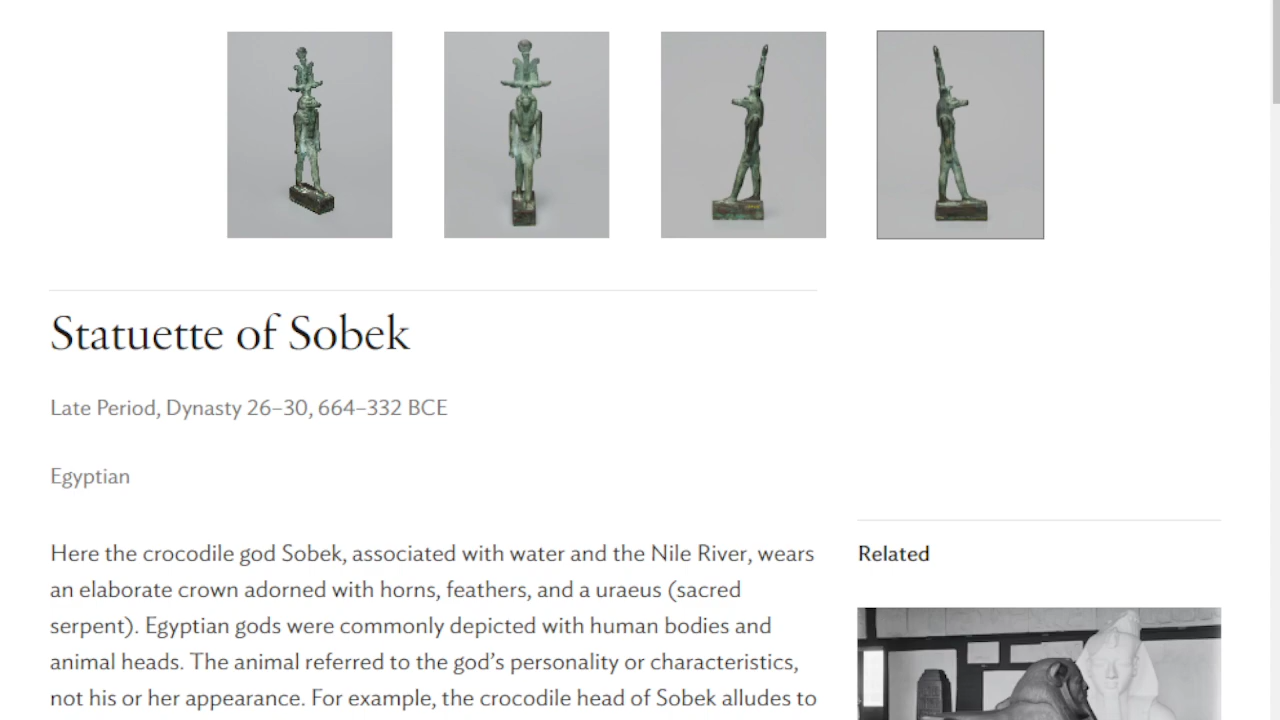 Statuette of Sobek
Late Period, Dynasty 26–30, 664–332 BCE
Egyptian
Here the crocodile god Sobek, associated with water and the Nile River, wears
an elaborate crown adorned with horns, feathers, and a uraeus (sacred
serpent). Egyptian gods were commonly depicted with human bodies and
animal heads. The animal referred to the god’s personality or characteristics,
not his or her appearance. For example, the crocodile head of Sobek alludes to
Related